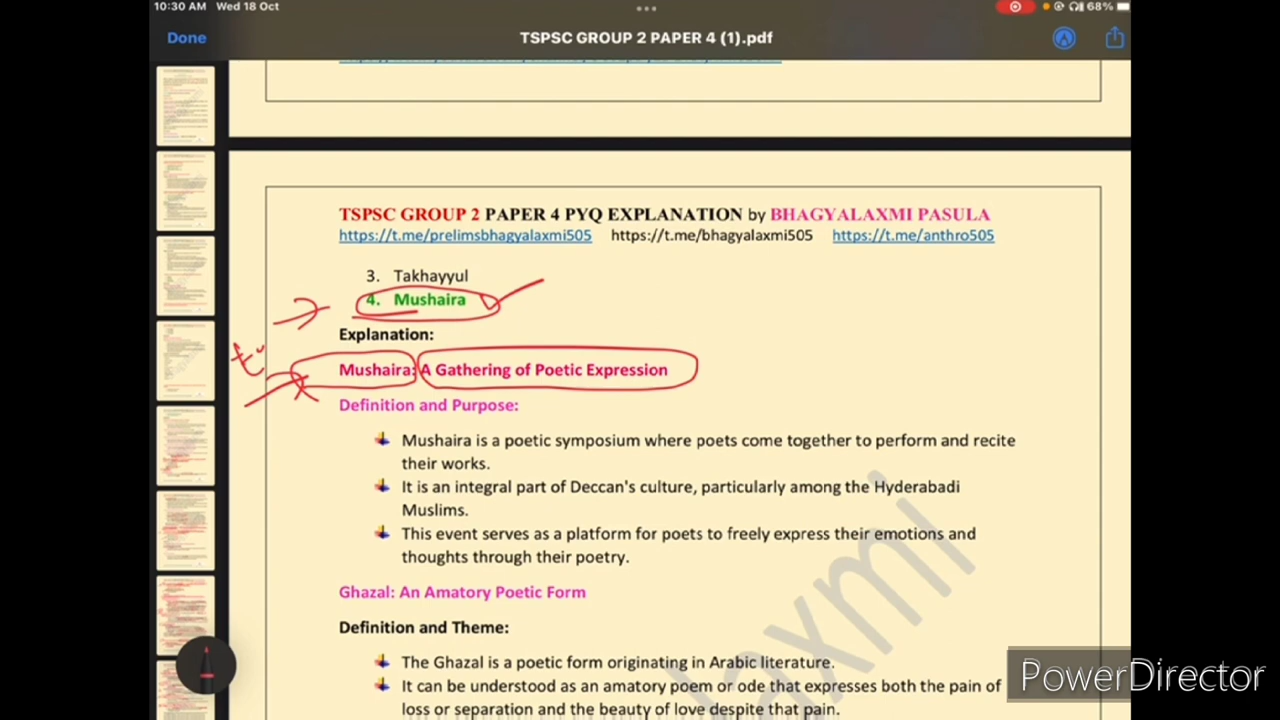 10:30 AM Wed 18 Oct
68%
Done
TSPSC GROUP 2 PAPER 4 (1).pdf
TSPSC GROUP 2 PAPER 4 PYQ EXPLANATION by BHAGYALAXMI PASULA
https://t.me/prelimsbhagyalaxmi505 https://t.me/bhagyalaxmi505 https://t.me/anthro505
3. Takhayyul
4. Mushaira
Explanation:
Mushaira: A Gathering of Poetic Expression
Definition and Purpose:
Mushaira is a poetic symposium where poets come together to perform and recite
their works.
It is an integral part of Deccan's culture, particularly among the Hyderabadi
Muslims.
This event serves as a platform for poets to freely express their emotions and
thoughts through their poetry.
Ghazal: An Amatory Poetic Form
Definition and Theme:
The Ghazal is a poetic form originating in Arabic literature.
It can be understood as an amatory poem or ode that expresses both the pain of
loss or separation and the beauty of love despite that pain.
PowerDirector